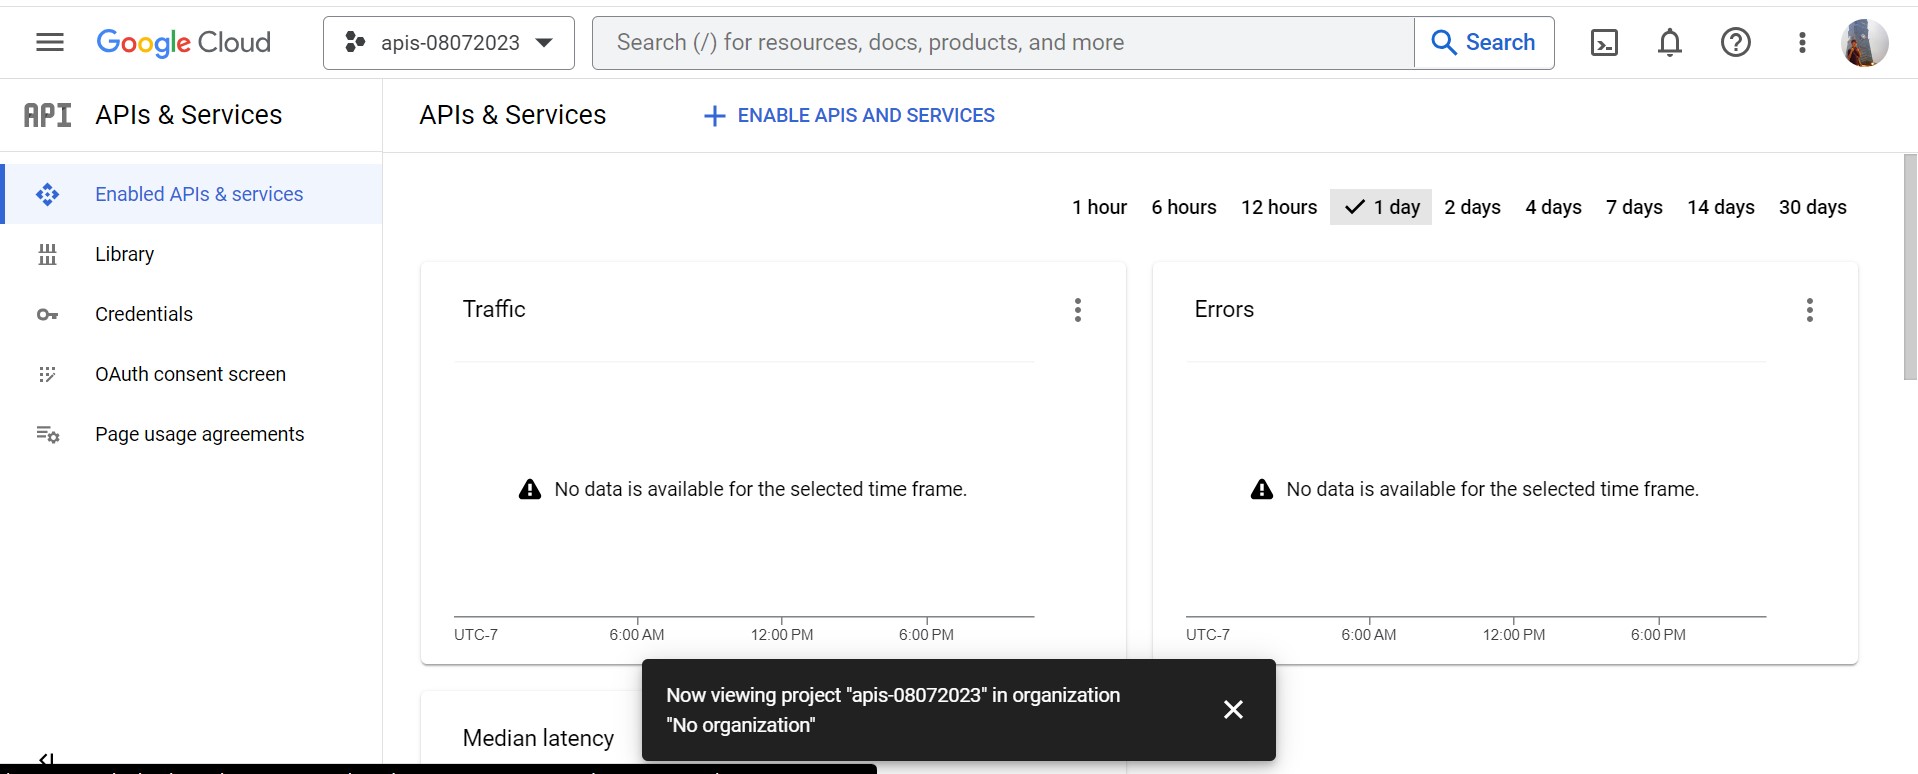 Google Cloud
apis-08072023
Search (/) for resources, docs, products, and more
Search
API
APIs & Services
APIs & Services
ENABLE APIS AND SERVICES
Enabled APIs & services
Library
Credentials
OAuth consent screen
Page usage agreements
1 hour 6 hours 12 hours 1 day 2 days 4 days 7 days 14 days 30 days
Traffic
No data is available for the selected time frame.
UTC-7 6:00 AM 12:00 PM 6:00 PM
Errors
No data is available for the selected time frame.
UTC-7 6:00 AM 12:00 PM 6:00 PM
Median latency
Now viewing project "apis-08072023" in organization
"No organization"